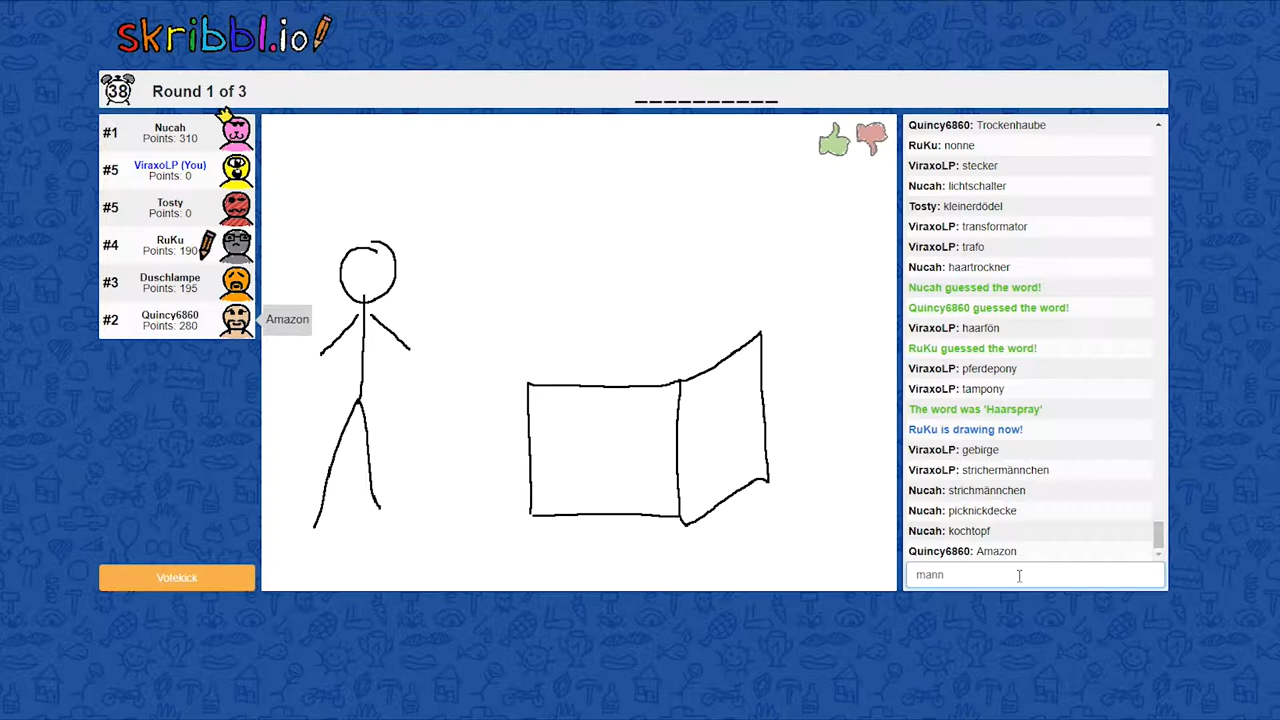 skribbl.io!
38
Round 1 of 3
__________
#1
Nucah
Points: 310
#5
ViraxoLP (You)
Points: 0
#5
Tosty
Points: 0
#4
RuKu
Points: 190
#3
Duschlampe
Points: 195
#2
Quincy6860
Points: 280
Amazon
Votekick
Quincy6860: Trockenhaube
RuKu: nonne
ViraxoLP: stecker
Nucah: lichtschalter
Tosty: kleinerdödel
ViraxoLP: transformator
ViraxoLP: trafo
Nucah: haartrockner
Nucah guessed the word!
Quincy6860 guessed the word!
ViraxoLP: haarfön
RuKu guessed the word!
ViraxoLP: pferdepony
ViraxoLP: tampony
The word was 'Haarspray'
RuKu is drawing now!
ViraxoLP: gebirge
ViraxoLP: strichermännchen
Nucah: strichmännchen
Nucah: picknickdecke
Nucah: kochtopf
Quincy6860: Amazon
mann